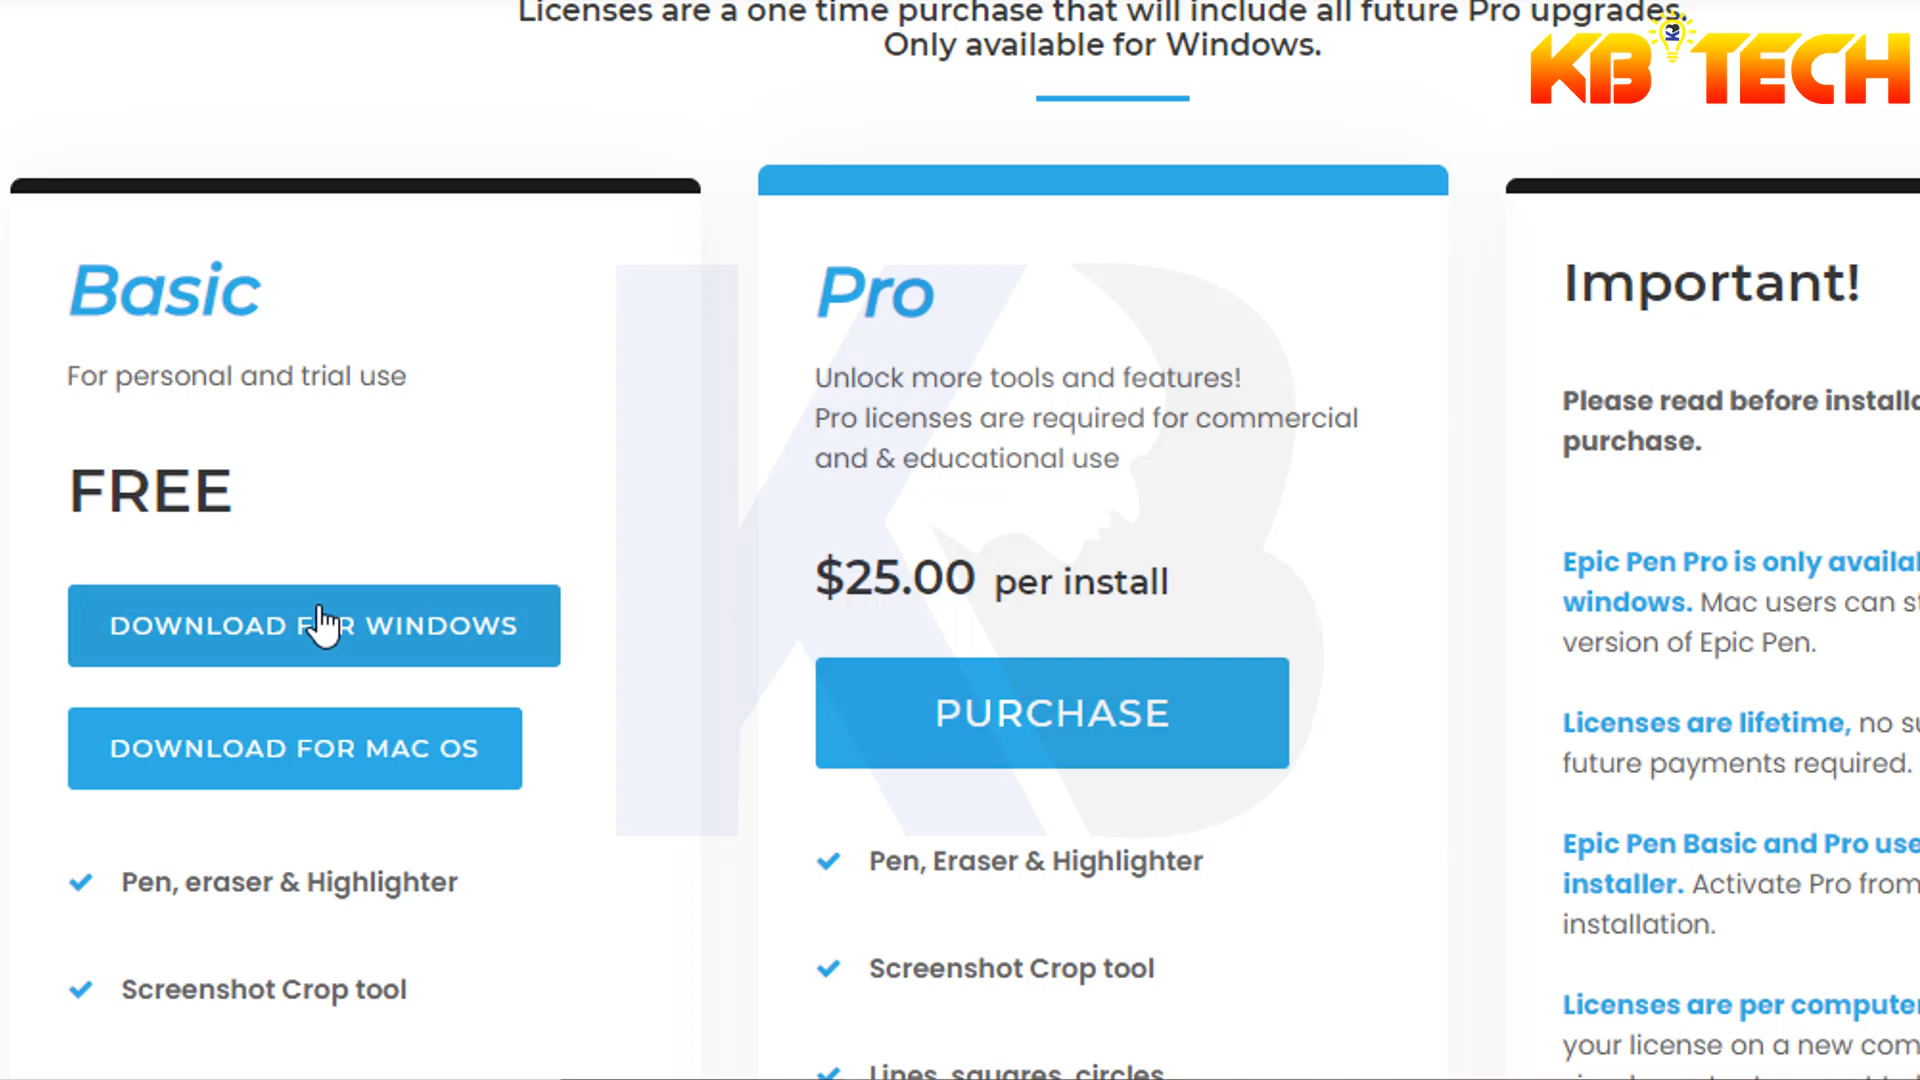 Licenses are a one time purchase that will include all future Pro upgrades.
Only available for Windows.
KB TECH
Basic
For personal and trial use
FREE
DOWNLOAD FOR WINDOWS
DOWNLOAD FOR MAC OS
Pen, eraser & Highlighter
Screenshot Crop tool
Pro
Unlock more tools and features!
Pro licenses are required for commercial
and & educational use
$25.00 per install
PURCHASE
Pen, Eraser & Highlighter
Screenshot Crop tool
Lines, squares, circles
Important!
Please read before
purchase.
Epic Pen Pro is only
windows. Mac users can
version of Epic Pen.
Licenses are lifetime, no
future payments required.
Epic Pen Basic and Pro use
installer. Activate Pro from
installation.
Licenses are per
your license on a new